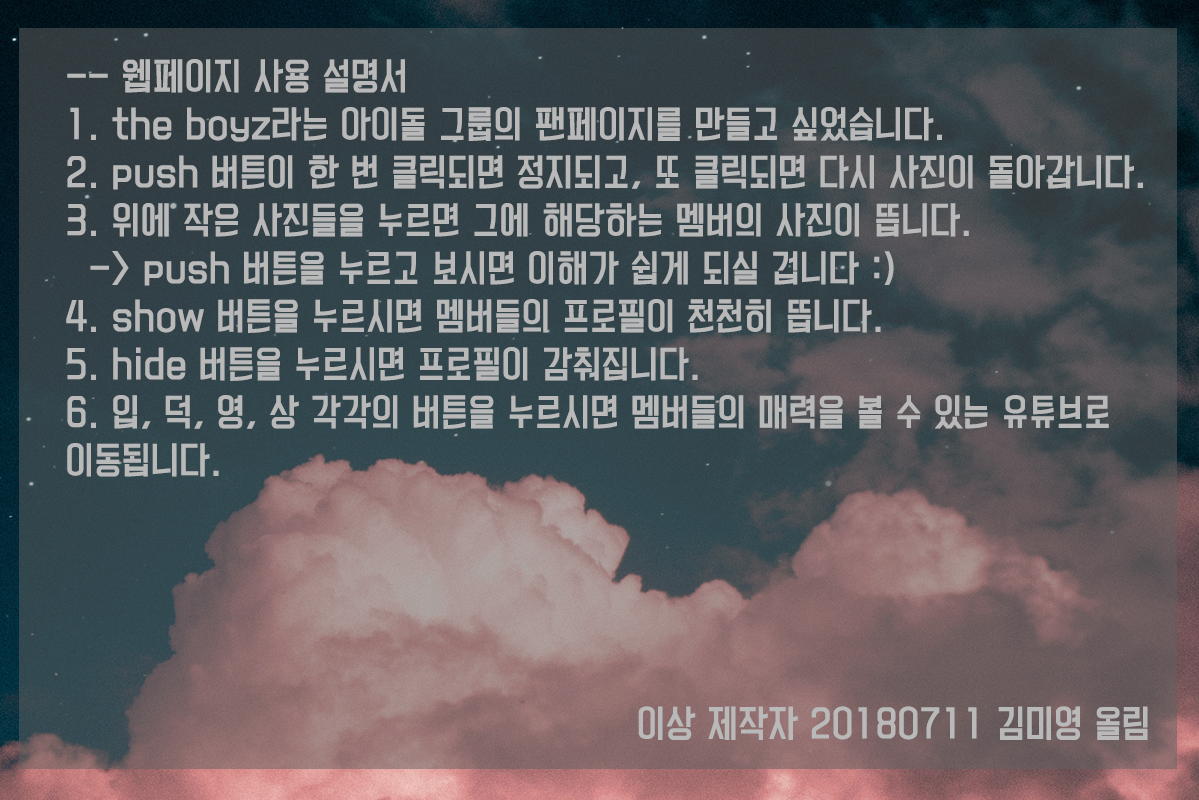 -- 웹페이지 사용 설명서
1. the boyz라는 아이돌 그룹의 팬페이지를 만들고 싶었습니다.
2. push 버튼이 한 번 클릭되면 정지되고, 또 클릭되면 다시 사진이 돌아갑니다.
3. 위에 작은 사진들을 누르면 그에 해당하는 멤버의 사진이 뜹니다.
-> push 버튼을 누르고 보시면 이해가 쉽게 되실 겁니다 :)
4. show 버튼을 누르시면 멤버들의 프로필이 천천히 뜹니다.
5. hide 버튼을 누르시면 프로필이 감춰집니다.
6. 입, 덕, 영, 상 각각의 버튼을 누르시면 멤버들의 매력을 볼 수 있는 유튜브로
이동됩니다.
이상 제작자 20180711 김미영 올림